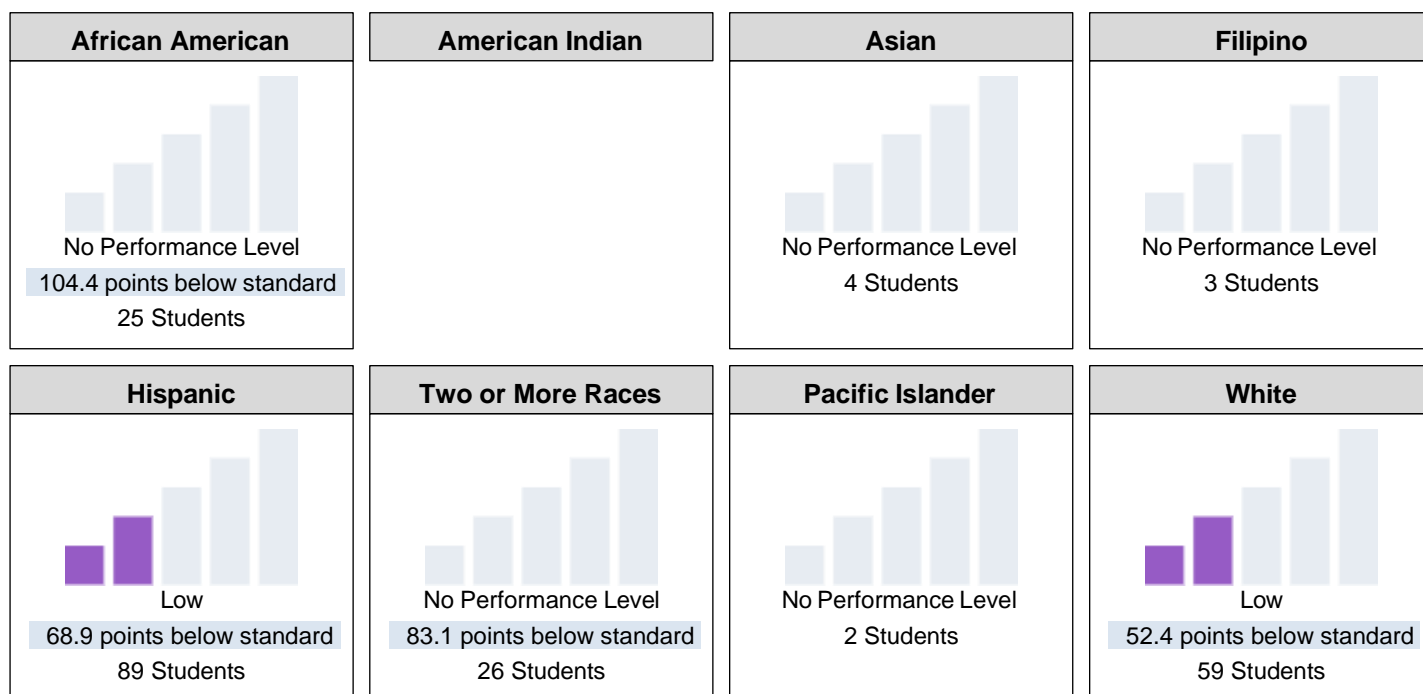 African American
No Performance Level
104.4 points below standard
25 Students
American Indian
Asian
No Performance Level
4 Students
Filipino
No Performance Level
3 Students
Hispanic
Low
68.9 points below standard
89 Students
Two or More Races
No Performance Level
83.1 points below standard
26 Students
Pacific Islander
No Performance Level
2 Students
White
Low
52.4 points below standard
59 Students